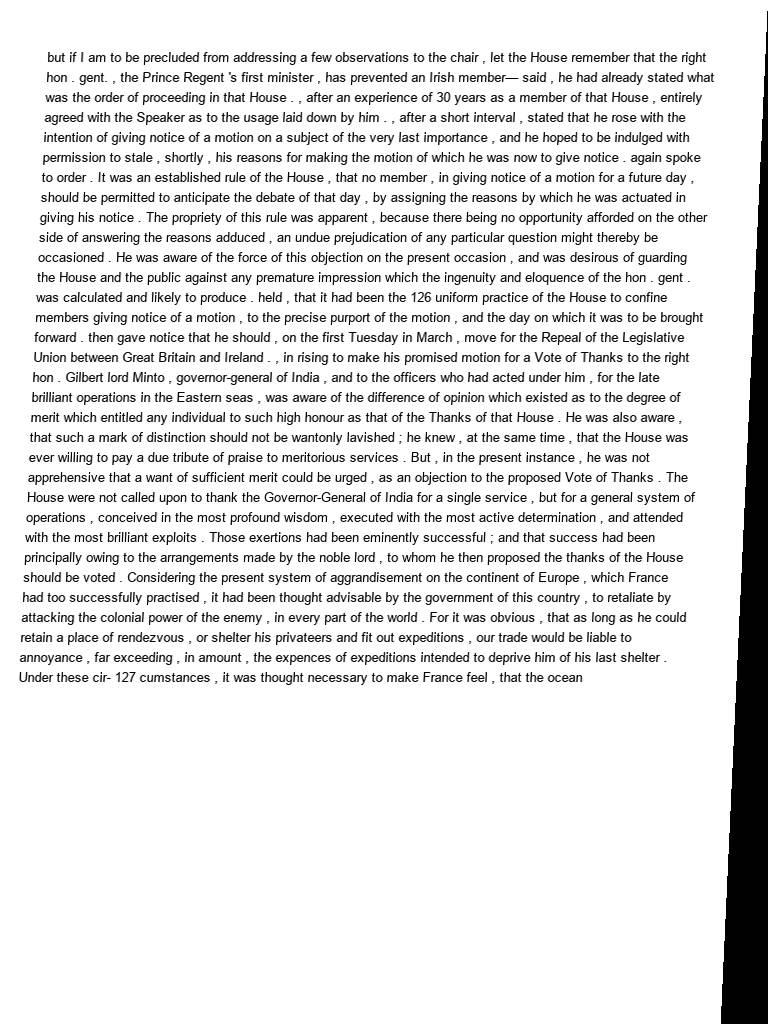 but if I am to be precluded from addressing a few observations to the chair , let the House remember that the right
hon . gent. , the Prince Regent 's first minister , has prevented an Irish member— said , he had already stated what
was the order of proceeding in that House . , after an experience of 30 years as a member of that House , entirely
agreed with the Speaker as to the usage laid down by him . , after a short interval , stated that he rose with the
intention of giving notice of a motion on a subject of the very last importance , and he hoped to be indulged with
permission to stale , shortly , his reasons for making the motion of which he was now to give notice . again spoke
to order . It was an established rule of the House , that no member , in giving notice of a motion for a future day ,
should be permitted to anticipate the debate of that day , by assigning the reasons by which he was actuated in
giving his notice . The propriety of this rule was apparent , because there being no opportunity afforded on the other
side of answering the reasons adduced , an undue prejudication of any particular question might thereby be
occasioned . He was aware of the force of this objection on the present occasion , and was desirous of guarding
the House and the public against any premature impression which the ingenuity and eloquence of the hon . gent .
was calculated and likely to produce . held , that it had been the 126 uniform practice of the House to confine
members giving notice of a motion , to the precise purport of the motion , and the day on which it was to be brought
forward . then gave notice that he should , on the first Tuesday in March , move for the Repeal of the Legislative
Union between Great Britain and Ireland . , in rising to make his promised motion for a Vote of Thanks to the right
hon . Gilbert lord Minto , governor-general of India , and to the officers who had acted under him , for the late
brilliant operations in the Eastern seas , was aware of the difference of opinion which existed as to the degree of
merit which entitled any individual to such high honour as that of the Thanks of that House . He was also aware ,
that such a mark of distinction should not be wantonly lavished ; he knew , at the same time , that the House was
ever willing to pay a due tribute of praise to meritorious services . But , in the present instance , he was not
apprehensive that a want of sufficient merit could be urged , as an objection to the proposed Vote of Thanks . The
House were not called upon to thank the Governor-General of India for a single service , but for a general system of
operations , conceived in the most profound wisdom , executed with the most active determination , and attended
with the most brilliant exploits . Those exertions had been eminently successful ; and that success had been
principally owing to the arrangements made by the noble lord , to whom he then proposed the thanks of the House
should be voted . Considering the present system of aggrandisement on the continent of Europe , which France
had too successfully practised , it had been thought advisable by the government of this country , to retaliate by
attacking the colonial power of the enemy , in every part of the world . For it was obvious , that as long as he could
retain a place of rendezvous , or shelter his privateers and fit out expeditions , our trade would be liable to
annoyance , far exceeding , in amount , the expences of expeditions intended to deprive him of his last shelter .
Under these cir- 127 cumstances , it was thought necessary to make France feel , that the ocean